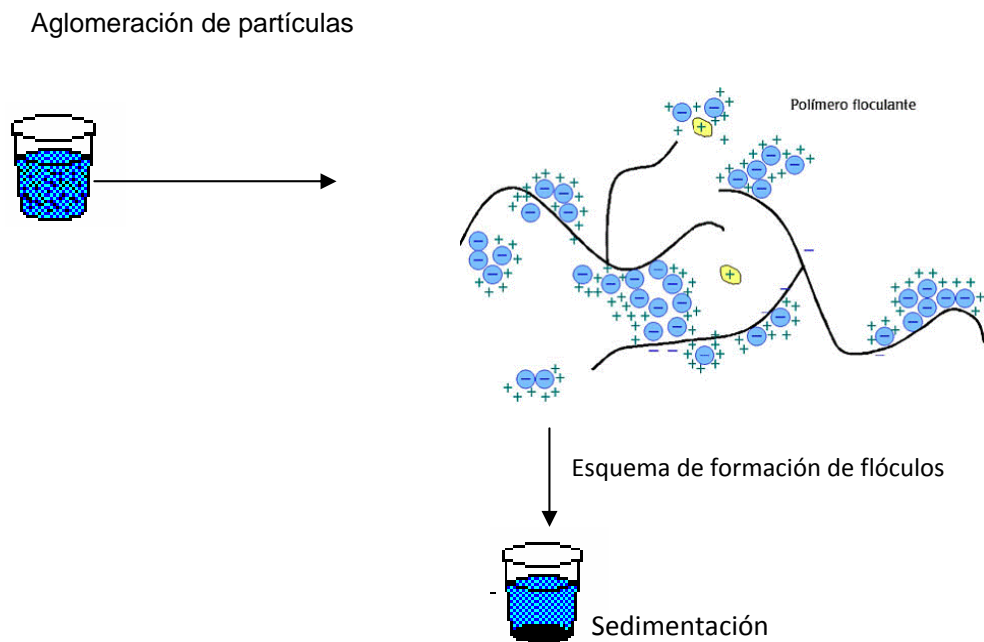 Aglomeración de partículas
Polímero floculante
Esquema de formación de flóculos
Sedimentación